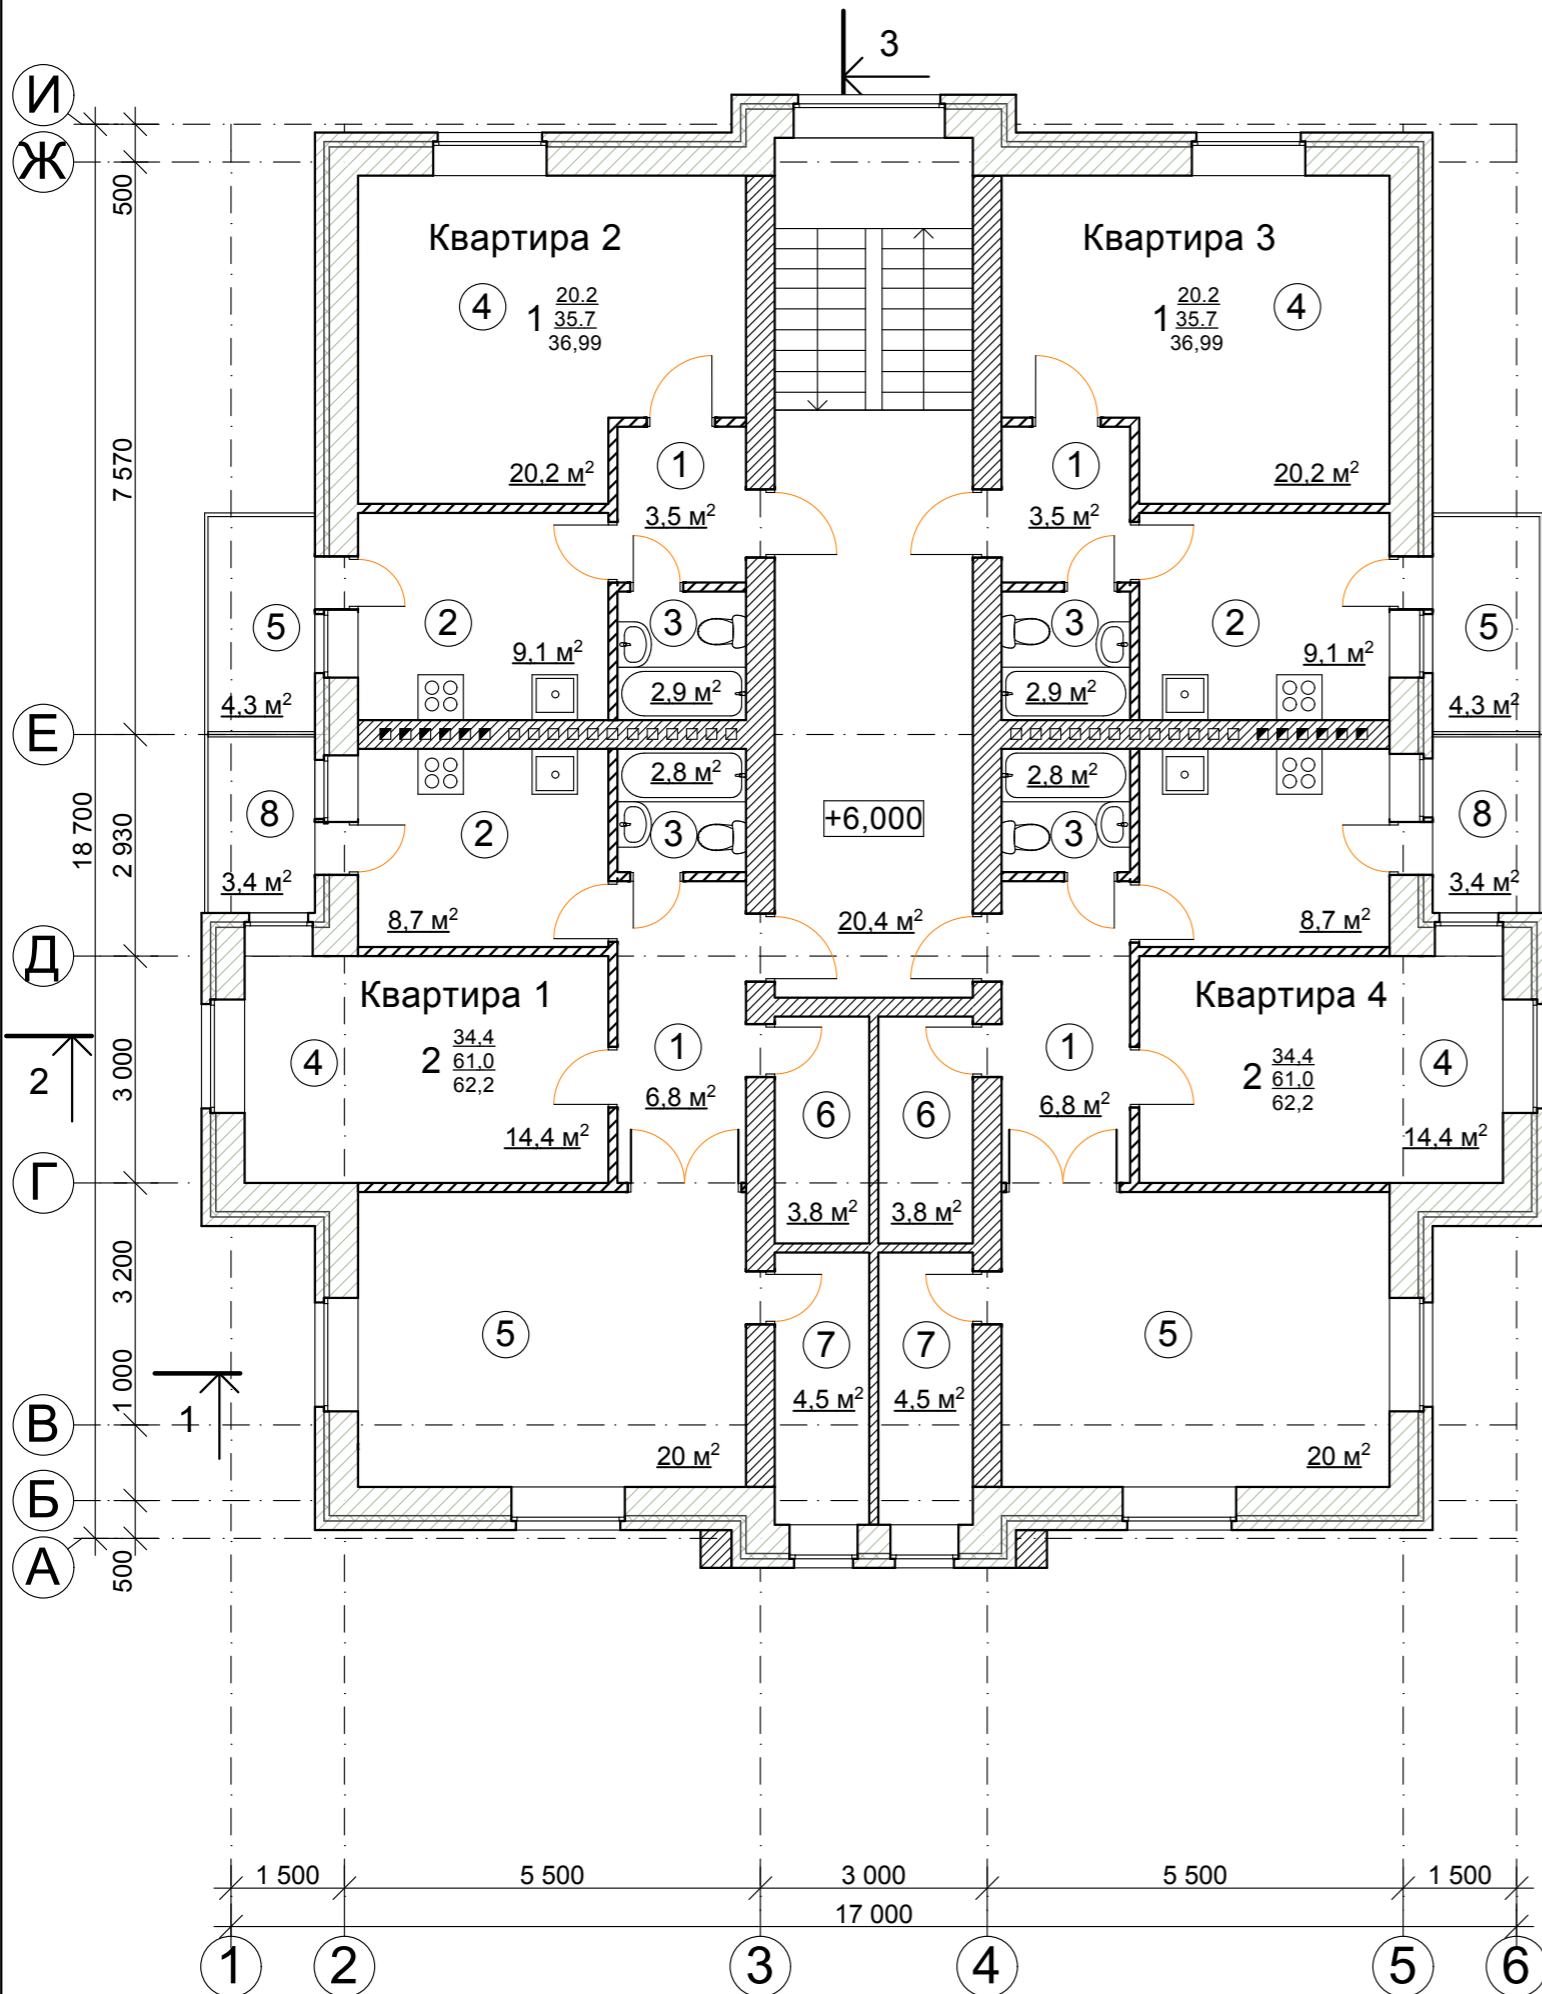 3
И
Ж
500
Квартира 2
Квартира 3
4
1
20.2
35.7
36,99
1
20.2
35.7
36,99
4
7 570
20,2 м²
1
3,5 м²
1
3,5 м²
20,2 м²
5
4,3 м²
2
9,1 м²
3
2,9 м²
3
2,9 м²
2
9,1 м²
5
4,3 м²
Е
18 700
2 930
8
3,4 м²
2
8,7 м²
2,8 м²
3
+6,000
20,4 м²
2,8 м²
3
8,7 м²
8
3,4 м²
Д
Квартира 1
Квартира 4
2
3 000
4
2
34,4
61,0
62,2
14,4 м²
1
6,8 м²
6
3,8 м²
6
3,8 м²
1
6,8 м²
2
34,4
61,0
62,2
4
14,4 м²
Г
3 200
5
20 м²
7
4,5 м²
7
4,5 м²
5
20 м²
1 000
1
В
Б
А
500
1 500
5 500
3 000
5 500
1 500
17 000
1
2
3
4
5
6